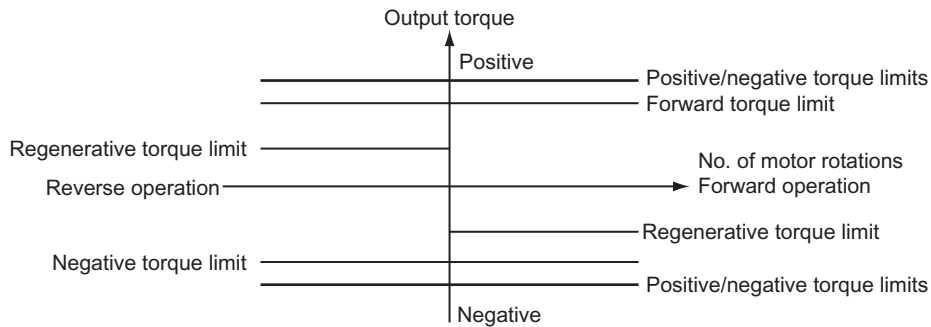 Output torque
Positive
Positive/negative torque limits
Forward torque limit
Regenerative torque limit
No. of motor rotations
Reverse operation
Forward operation
Regenerative torque limit
Negative torque limit
Positive/negative torque limits
Negative